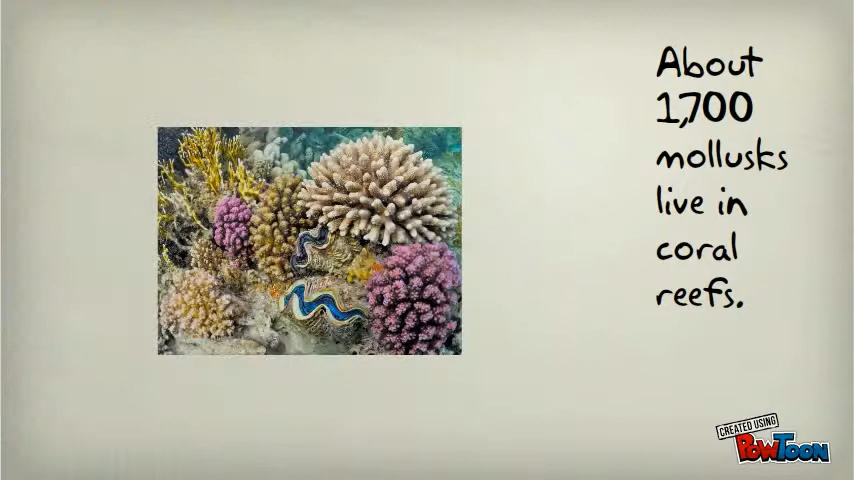 About
1,700
mollusks
live in
coral
reefs.
CREATED USING
POWTOON